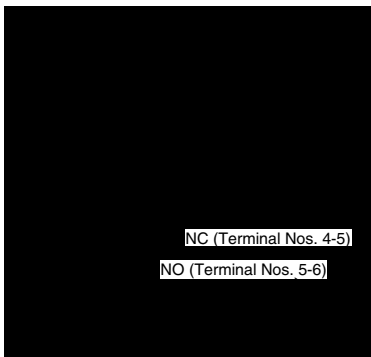 NC (Terminal Nos. 4-5)
NO (Terminal Nos. 5-6)